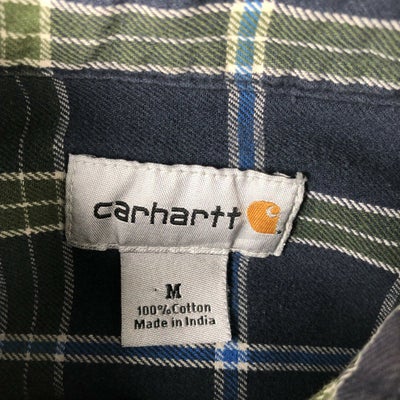 carhartt
M
100% Cotton
Made in India